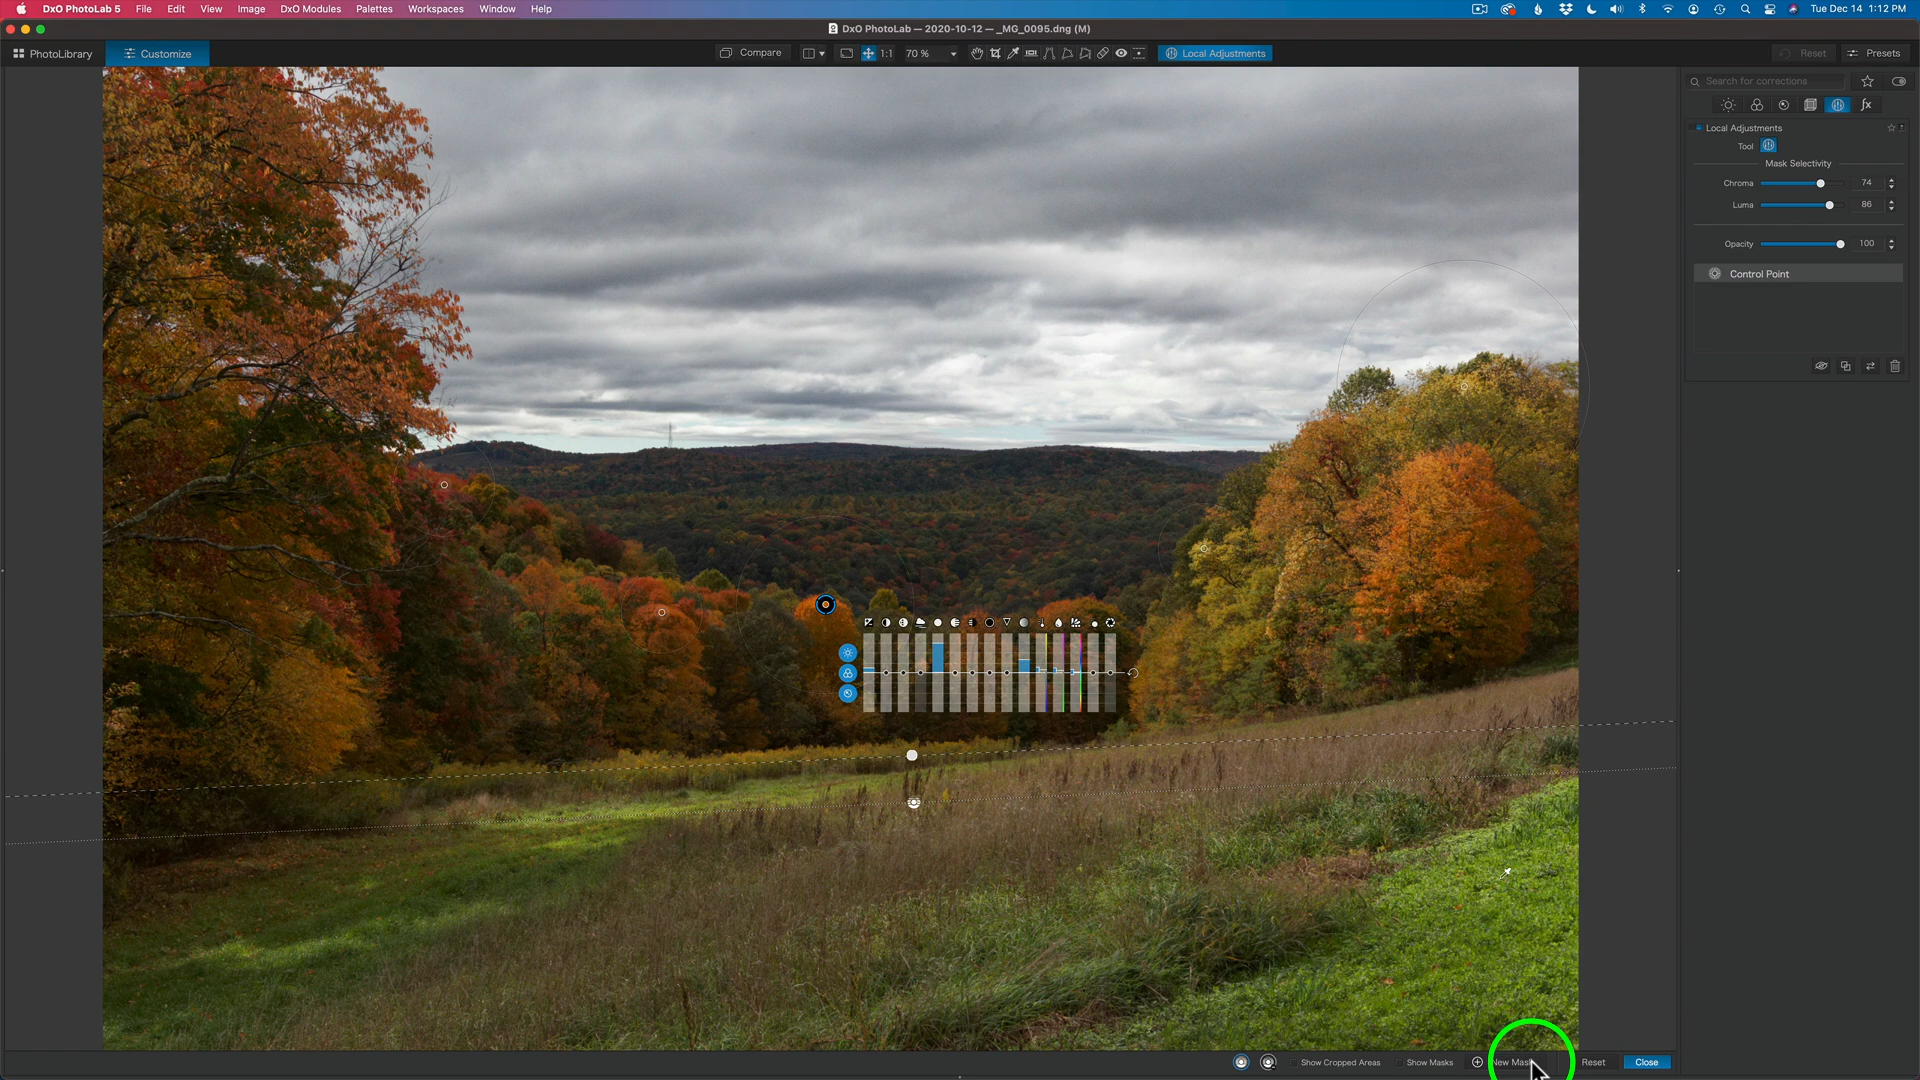 DxO PhotoLab 5 File Edit View Image DxO Modules Palettes Workspaces Window Help Tue Dec 14 1:12 PM
DxO PhotoLab — 2020-10-12 — _MG_0095.dng (M)
PhotoLibrary Customize Compare 1:1 70 % Local Adjustments Reset Presets
Search for corrections
fx
Local Adjustments
Tool
Mask Selectivity
Chroma 74
Luma 86
Opacity 100
Control Point
Show Cropped Areas Show Masks New Mask Reset Close